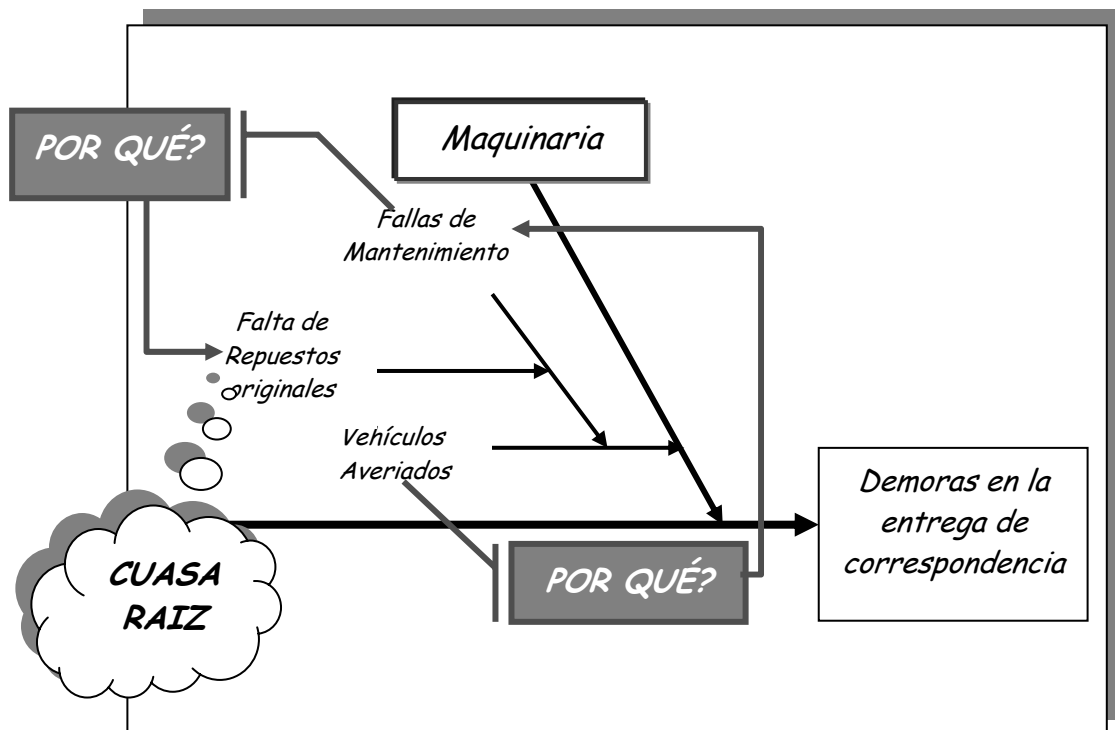 POR QUÉ?
Maquinaria
Fallas de
Mantenimiento
Falta de
Repuestos
originales
Vehículos
Averiados
Demoras en la
entrega de
correspondencia
POR QUÉ?
CUASA
RAIZ